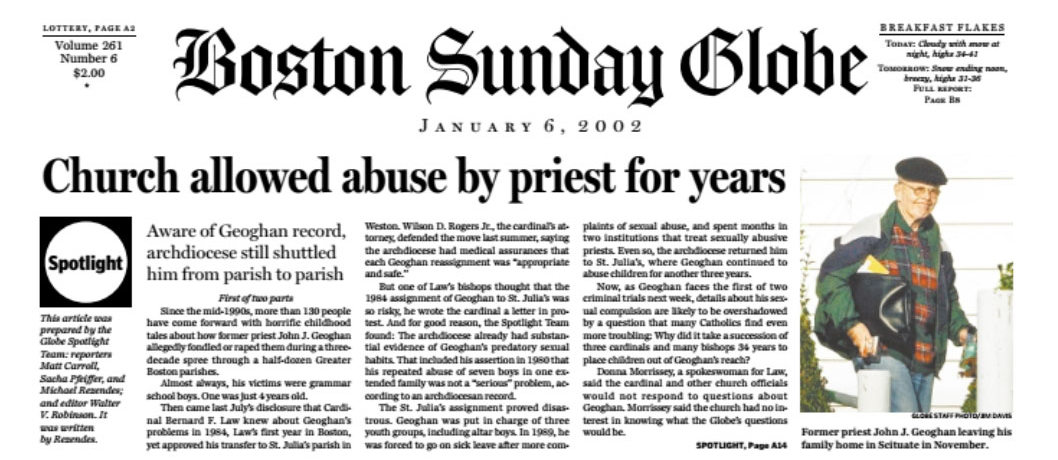 LOTTERY, PAGE A2
Volume 261
Number 6
$2.00
*
Boston Sunday Globe
BREAKFAST FLAKES
TODAY: Cloudy with snow at
night, highs 34-41
TOMORROW: Snow ending noon,
breezy, highs 31-36
FULL REPORT:
PAGE B8
JANUARY 6, 2002
Church allowed abuse by priest for years
Spotlight
This article was
prepared by the
Globe Spotlight
Team: reporters
Matt Carroll,
Sacha Pfeiffer, and
Michael Rezendes;
and editor Walter
V. Robinson. It
was written
by Rezendes.
Aware of Geoghan record,
archdiocese still shuttled
him from parish to parish
First of two parts
Since the mid-1990s, more than 130 people
have come forward with horrific childhood
tales about how former priest John J. Geoghan
allegedly fondled or raped them during a three-
decade spree through a half-dozen Greater
Boston parishes.
Almost always, his victims were grammar
school boys. One was just 4 years old.
Then came last July's disclosure that Cardi-
nal Bernard F. Law knew about Geoghan's
problems in 1984, Law's first year in Boston,
yet approved his transfer to St. Julia's parish in
Weston. Wilson D. Rogers Jr., the cardinal's at-
torney, defended the move last summer, saying
the archdiocese had medical assurances that
each Geoghan reassignment was "appropriate
and safe."
But one of Law's bishops thought that the
1984 assignment of Geoghan to St. Julia's was
so risky, he wrote the cardinal a letter in pro-
test. And for good reason, the Spotlight Team
found: The archdiocese already had substan-
tial evidence of Geoghan's predatory sexual
habits. That included his assertion in 1980 that
his repeated abuse of seven boys in one ex-
tended family was not a "serious" problem, ac-
cording to an archdiocesan record.
The St. Julia's assignment proved disas-
trous. Geoghan was put in charge of three
youth groups, including altar boys. In 1989, he
was forced to go on sick leave after more com-
plaints of sexual abuse, and spent months in
two institutions that treat sexually abusive
priests. Even so, the archdiocese returned him
to St. Julia's, where Geoghan continued to
abuse children for another three years.
Now, as Geoghan faces the first of two
criminal trials next week, details about his sex-
ual compulsion are likely to be overshadowed
by a question that many Catholics find even
more troubling: Why did it take a succession of
three cardinals and many bishops 34 years to
place children out of Geoghan's reach?
Donna Morrissey, a spokeswoman for Law,
said the cardinal and other church officials
would not respond to questions about
Geoghan. Morrissey said the church had no in-
terest in knowing what the Globe's questions
would be.
SPOTLIGHT, Page A14
GLOBE STAFF PHOTO/JIM DAVIS
Former priest John J. Geoghan leaving his
family home in Scituate in November.